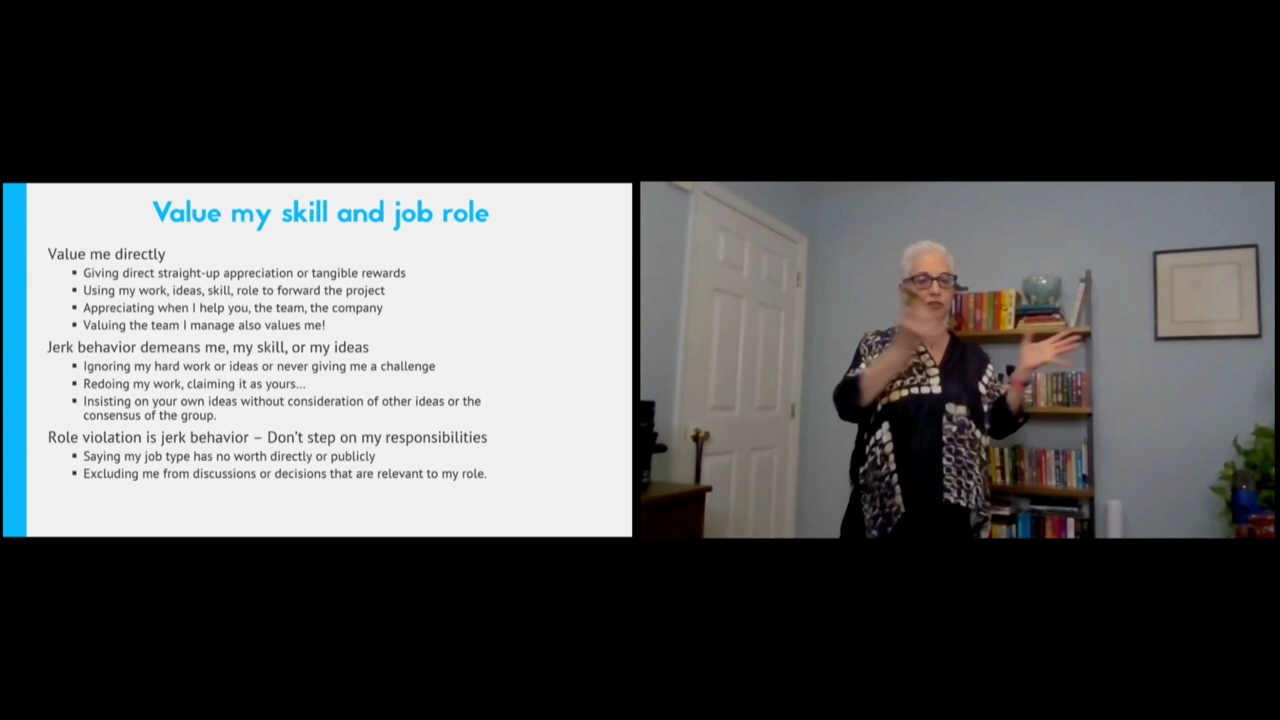 Value my skill and job role
Value me directly
▪ Giving direct straight-up appreciation or tangible rewards
▪ Using my work, ideas, skill, role to forward the project
▪ Appreciating when I help you, the team, the company
▪ Valuing the team I manage also values me!
Jerk behavior demeans me, my skill, or my ideas
▪ Ignoring my hard work or ideas or never giving me a challenge
▪ Redoing my work, claiming it as yours...
▪ Insisting on your own ideas without consideration of other ideas or the
consensus of the group.
Role violation is jerk behavior – Don't step on my responsibilities
▪ Saying my job type has no worth directly or publicly
▪ Excluding me from discussions or decisions that are relevant to my role.